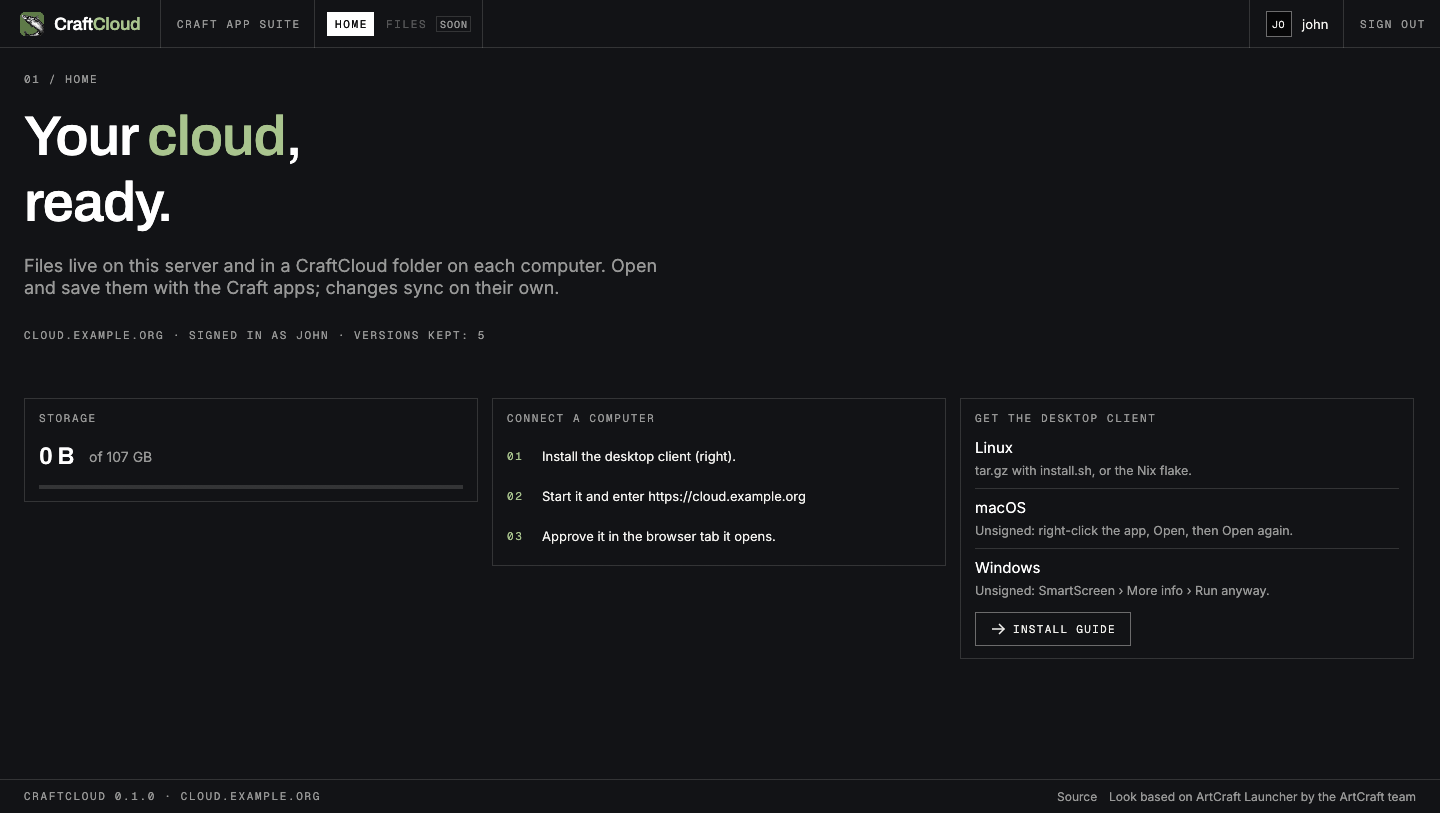 CraftCloud
CRAFT APP SUITE
HOME
FILES SOON
JO john
SIGN OUT
01 / HOME
Your cloud,
ready.
Files live on this server and in a CraftCloud folder on each computer. Open
and save them with the Craft apps; changes sync on their own.
CLOUD.EXAMPLE.ORG · SIGNED IN AS JOHN · VERSIONS KEPT: 5
STORAGE
0 B of 107 GB
CONNECT A COMPUTER
01 Install the desktop client (right).
02 Start it and enter https://cloud.example.org
03 Approve it in the browser tab it opens.
GET THE DESKTOP CLIENT
Linux
tar.gz with install.sh, or the Nix flake.
macOS
Unsigned: right-click the app, Open, then Open again.
Windows
Unsigned: SmartScreen › More info › Run anyway.
→ INSTALL GUIDE
CRAFTCLOUD 0.1.0 · CLOUD.EXAMPLE.ORG
Source Look based on ArtCraft Launcher by the ArtCraft team